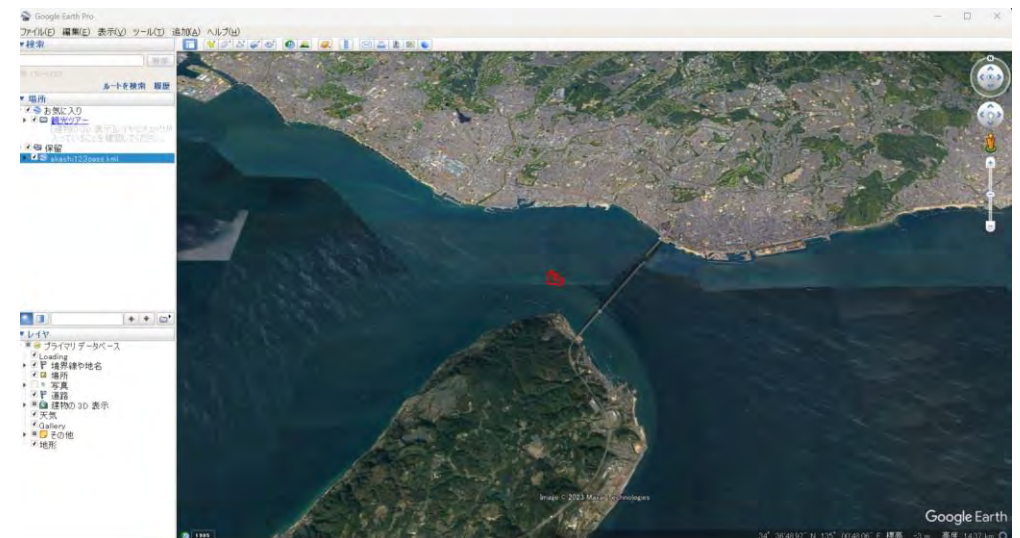 Google Earth Pro
ファイル(F) 編集(E) 表示(V) ツール(T) 追加(A) ヘルプ(H)
▼検索
検索
ルートを検索 履歴
▼ 場所
お気に入り
観光ツアー
保留
akashi122pass.kml
▼レイヤ
プライマリ データベース
Loading
境界線や地名
場所
写真
道路
建物の 3D 表示
天気
Gallery
その他
地形
Image © 2023 Maxar Technologies
Google Earth
1985